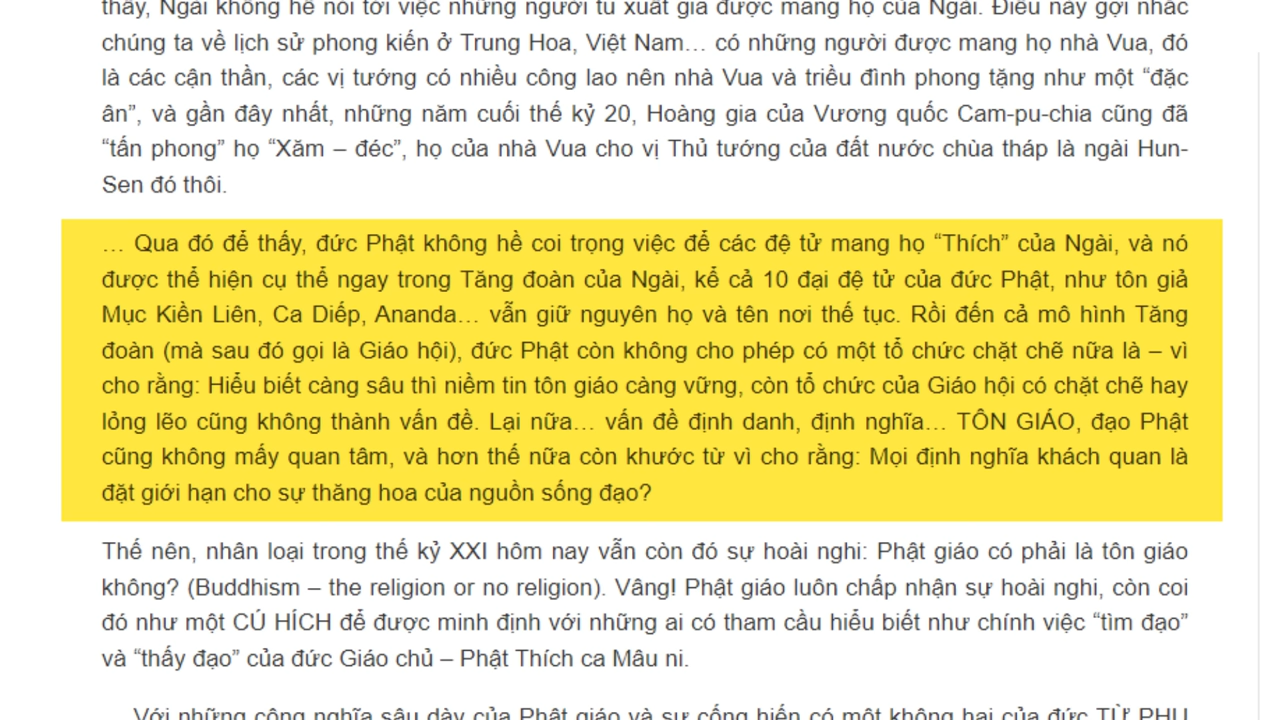 thấy, Ngài không hề nói tới việc những người tu xuất gia được mang họ của Ngài. Điều này gợi nhắc
chúng ta về lịch sử phong kiến ở Trung Hoa, Việt Nam… có những người được mang họ nhà Vua, đó
là các cận thần, các vị tướng có nhiều công lao nên nhà Vua và triều đình phong tặng như một “đặc
ân”, và gần đây nhất, những năm cuối thế kỷ 20, Hoàng gia của Vương quốc Cam-pu-chia cũng đã
“tấn phong” họ “Xăm – đéc”, họ của nhà Vua cho vị Thủ tướng của đất nước chùa tháp là ngài Hun-
Sen đó thôi.
… Qua đó để thấy, đức Phật không hề coi trọng việc để các đệ tử mang họ “Thích” của Ngài, và nó
được thể hiện cụ thể ngay trong Tăng đoàn của Ngài, kể cả 10 đại đệ tử của đức Phật, như tôn giả
Mục Kiền Liên, Ca Diếp, Ananda… vẫn giữ nguyên họ và tên nơi thế tục. Rồi đến cả mô hình Tăng
đoàn (mà sau đó gọi là Giáo hội), đức Phật còn không cho phép có một tổ chức chặt chẽ nữa là – vì
cho rằng: Hiểu biết càng sâu thì niềm tin tôn giáo càng vững, còn tổ chức của Giáo hội có chặt chẽ hay
lỏng lẽo cũng không thành vấn đề. Lại nữa… vấn đề định danh, định nghĩa… TÔN GIÁO, đạo Phật
cũng không mấy quan tâm, và hơn thế nữa còn khước từ vì cho rằng: Mọi định nghĩa khách quan là
đặt giới hạn cho sự thăng hoa của nguồn sống đạo?
Thế nên, nhân loại trong thế kỷ XXI hôm nay vẫn còn đó sự hoài nghi: Phật giáo có phải là tôn giáo
không? (Buddhism – the religion or no religion). Vâng! Phật giáo luôn chấp nhận sự hoài nghi, còn coi
đó như một CÚ HÍCH để được minh định với những ai có tham cầu hiểu biết như chính việc “tìm đạo”
và “thấy đạo” của đức Giáo chủ – Phật Thích ca Mâu ni.
Với những công nghĩa sâu dày của Phật giáo và sự cống hiến có một không hai của đức TỪ PHỤ